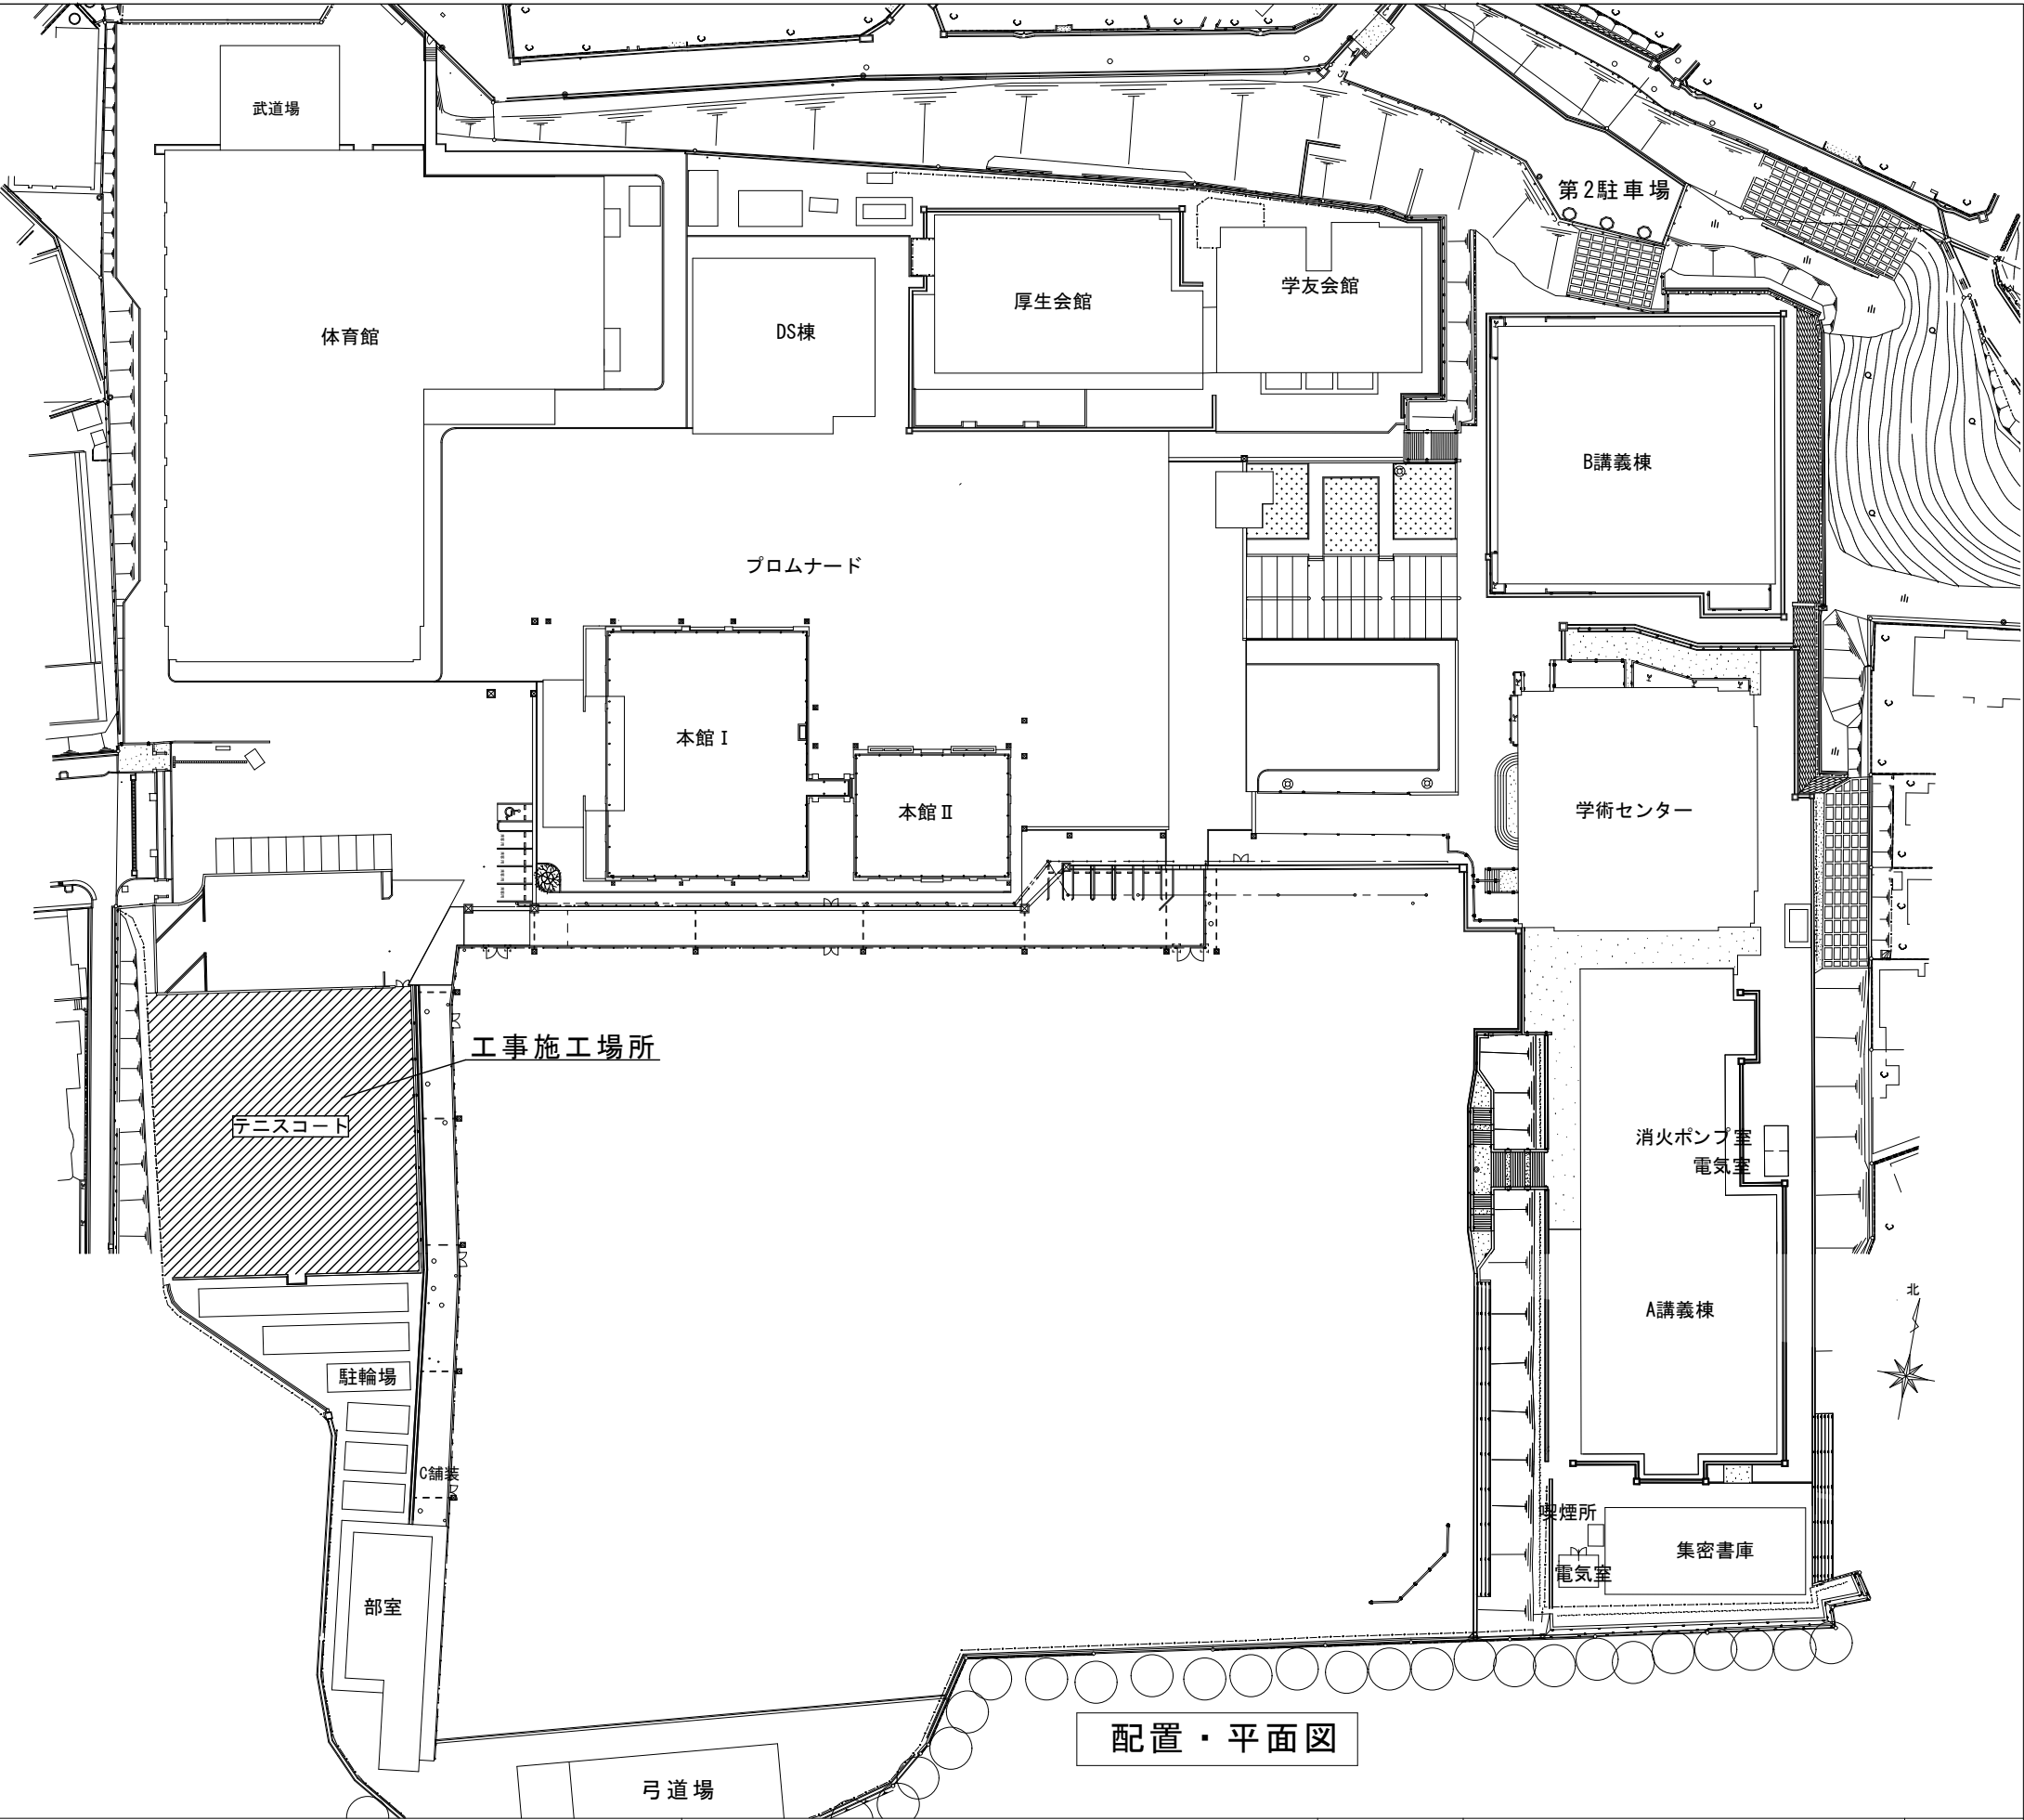 武道場
第2駐車場
体育館
DS棟
厚生会館
学友会館
B講義棟
プロムナード
本館Ⅰ
本館Ⅱ
学術センター
工事施工場所
テニスコート
消火ポンプ室
電気室
北
A講義棟
駐輪場
C舗装
喫煙所
集密書庫
電気室
部室
配置・平面図
弓道場